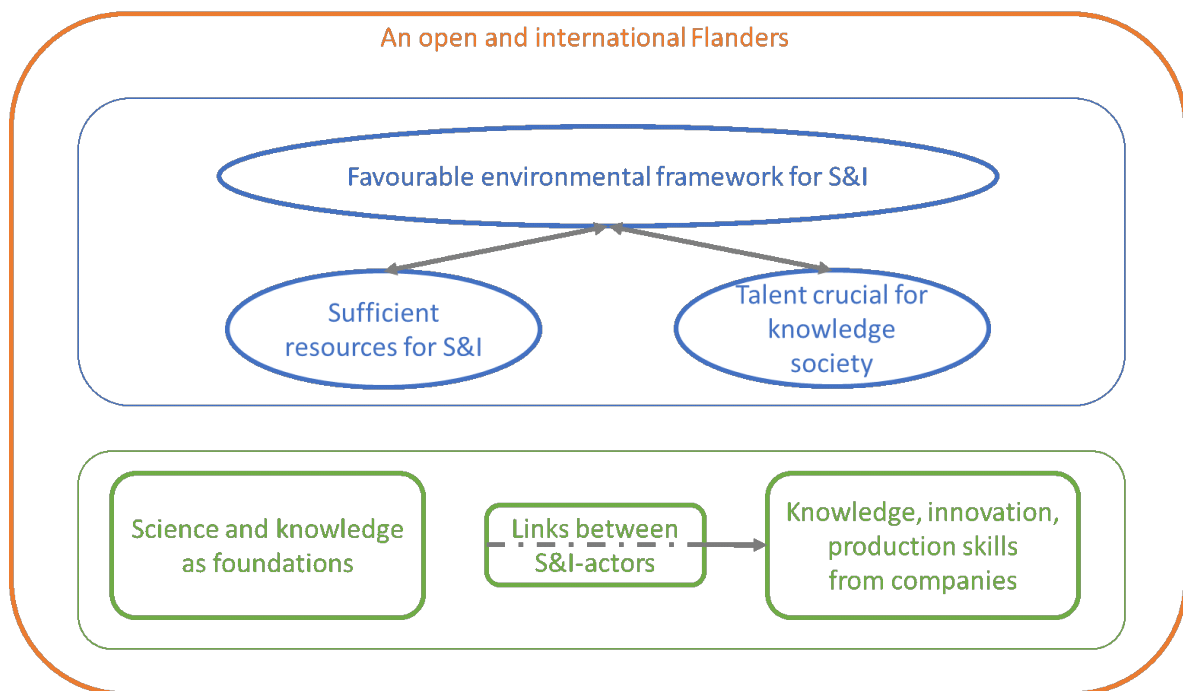 An open and international Flanders
Favourable environmental framework for S&I
Sufficient
resources for S&I
Talent crucial for
knowledge
society
Science and knowledge
as foundations
Links between
S&I-actors
Knowledge, innovation,
production skills
from companies